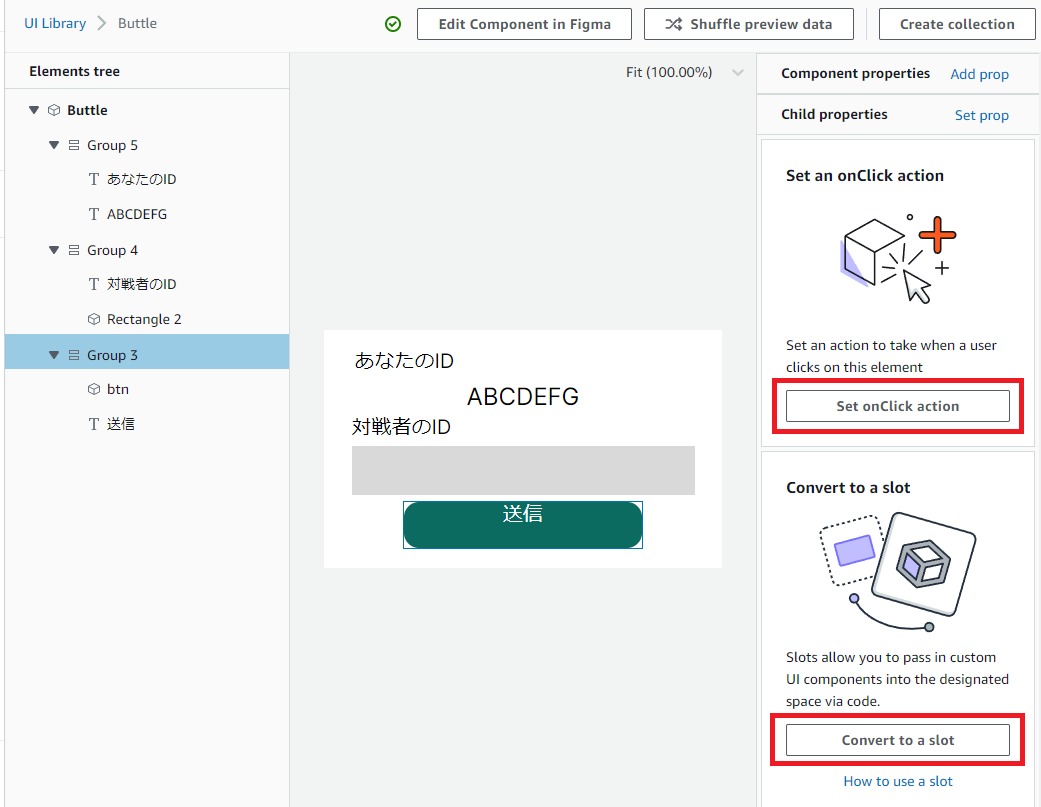 UI Library
Buttle
Edit Component in Figma
Shuffle preview data
Create collection
Elements tree
Buttle
Group 5
あなたのID
ABCDEFG
Group 4
対戦者のID
Rectangle 2
Group 3
btn
送信
Fit (100.00%)
あなたのID
ABCDEFG
対戦者のID
送信
Component properties
Add prop
Child properties
Set prop
Set an onClick action
Set an action to take when a user
clicks on this element
Set onClick action
Convert to a slot
Slots allow you to pass in custom
UI components into the designated
space via code.
Convert to a slot
How to use a slot